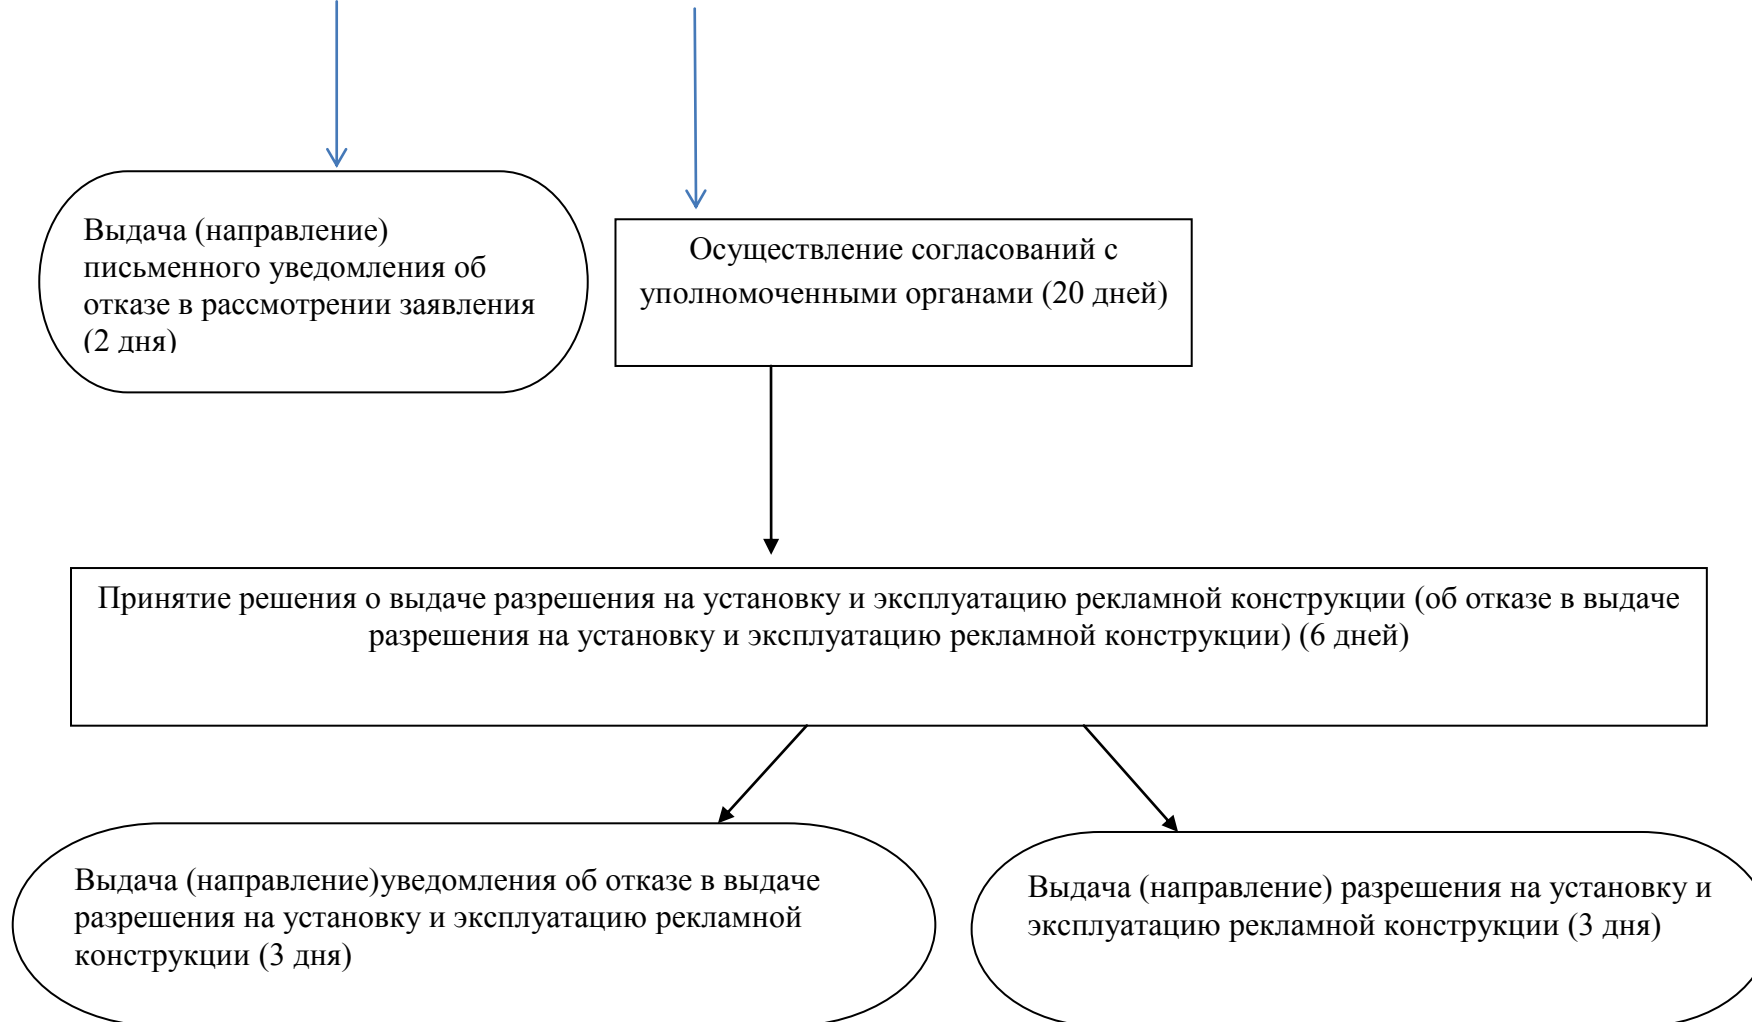 Выдача (направление)
письменного уведомления об
отказе в рассмотрении заявления
(2 дня)
Осуществление согласований с
уполномоченными органами (20 дней)
Принятие решения о выдаче разрешения на установку и эксплуатацию рекламной конструкции (об отказе в выдаче
разрешения на установку и эксплуатацию рекламной конструкции) (6 дней)
Выдача (направление)уведомления об отказе в выдаче
разрешения на установку и эксплуатацию рекламной
конструкции (3 дня)
Выдача (направление) разрешения на установку и
эксплуатацию рекламной конструкции (3 дня)